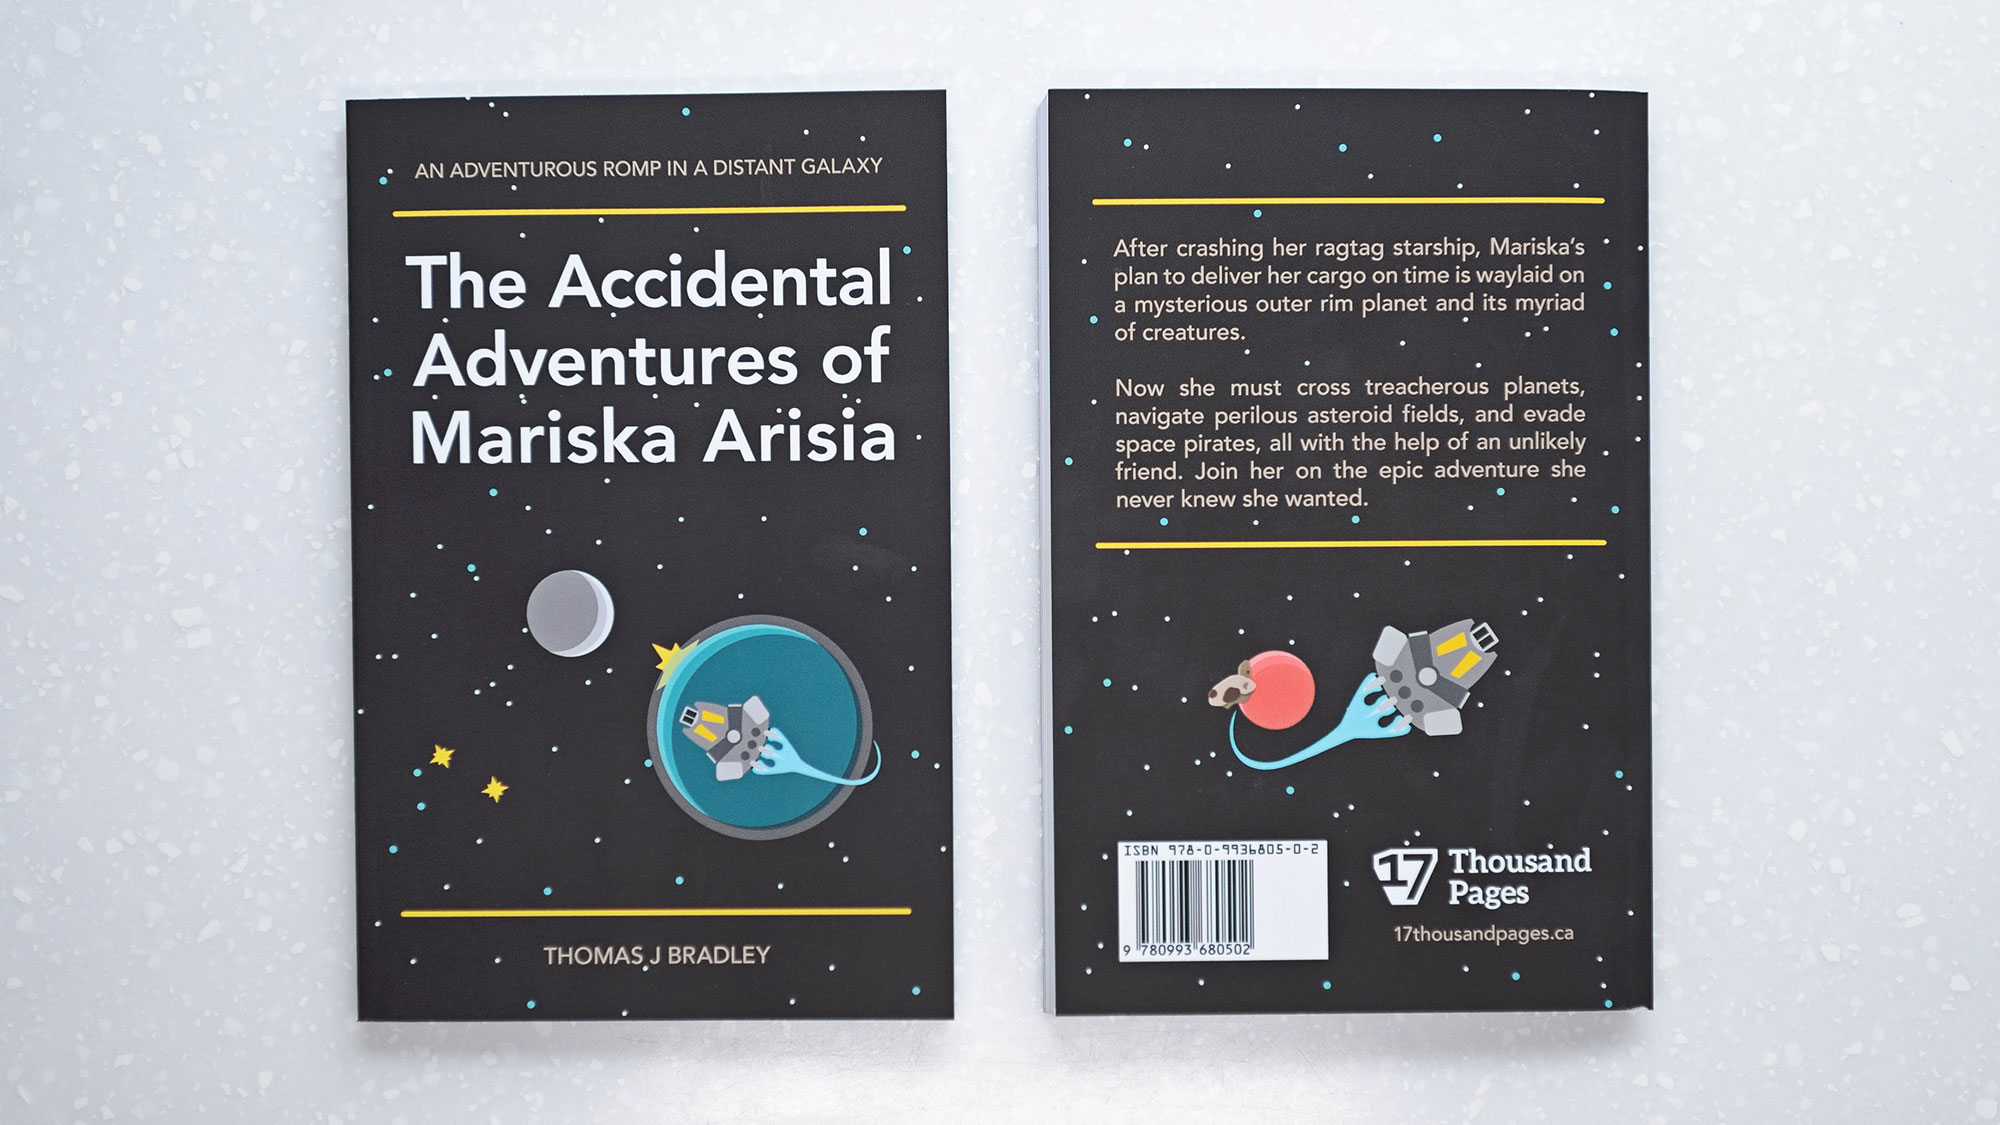 AN ADVENTUROUS ROMP IN A DISTANT GALAXY
The Accidental
Adventures of
Mariska Arisia
THOMAS J BRADLEY
After crashing her ragtag starship, Mariska's
plan to deliver her cargo on time is waylaid on
a mysterious outer rim planet and its myriad
of creatures.
Now she must cross treacherous planets,
navigate perilous asteroid fields, and evade
space pirates, all with the help of an unlikely
friend. Join her on the epic adventure she
never knew she wanted.
ISBN 978-0-9936805-0-2
9 780993 680502
17 Thousand
Pages
17thousandpages.ca